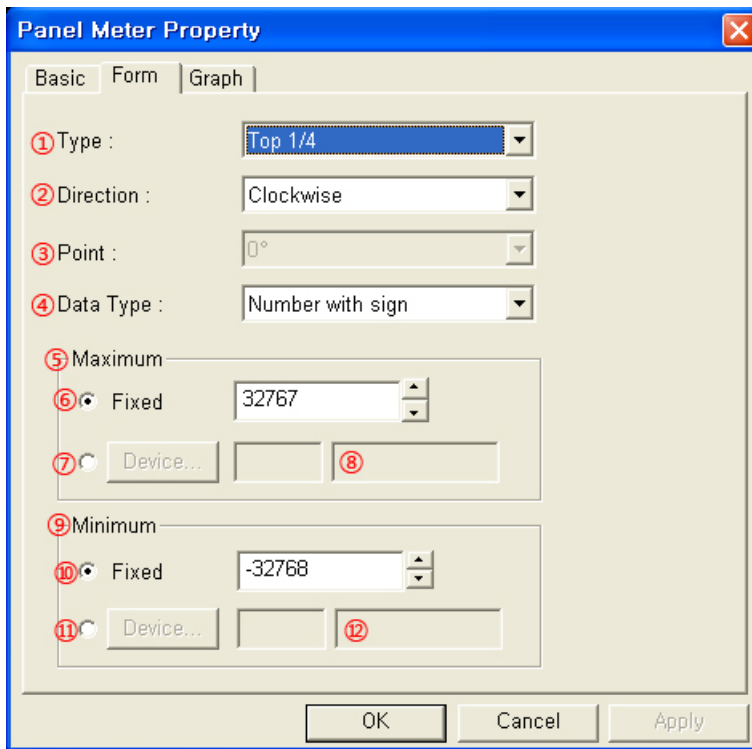 Panel Meter Property
Basic Form Graph
①Type : Top 1/4
②Direction : Clockwise
③Point : 0°
④Data Type : Number with sign
⑤Maximum
⑥ Fixed 32767
⑦ Device... ⑧
⑨Minimum
⑩ Fixed -32768
⑪ Device... ⑫
OK Cancel Apply